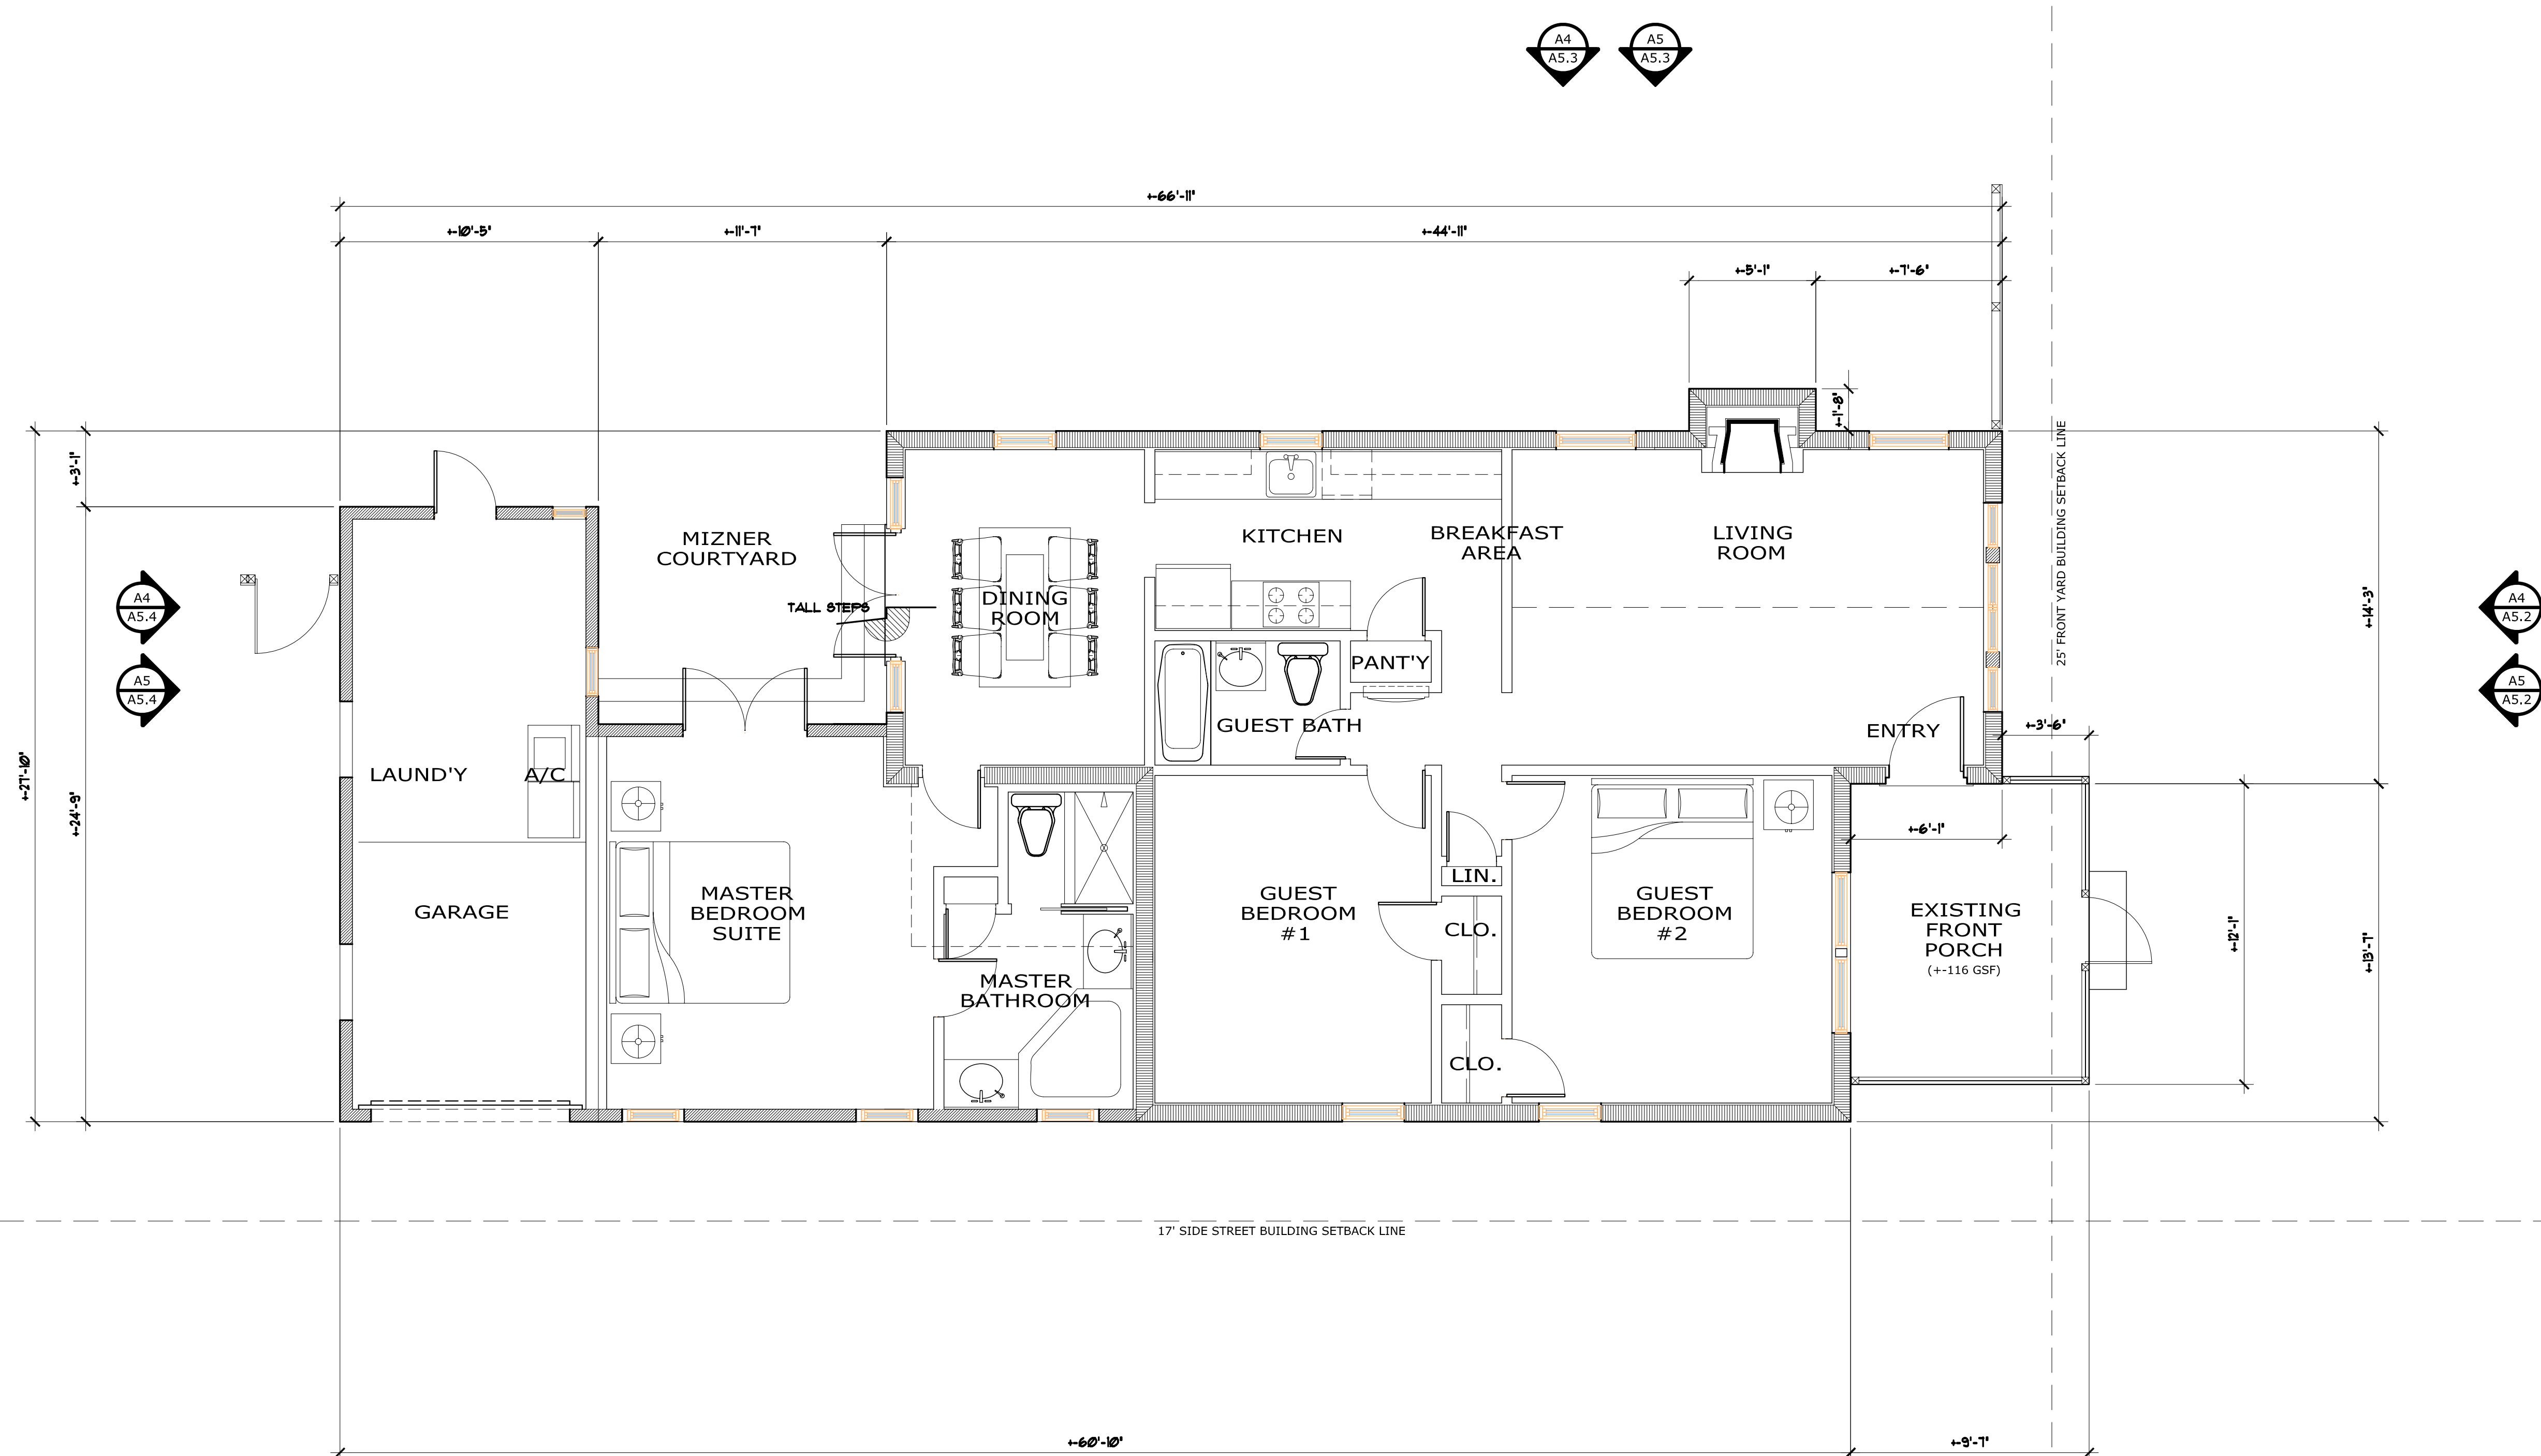 A4
A5.3
A5
A5.3
+-66'-11"
+-10'-5"
+-11'-7"
+-44'-11"
+-5'-1"
+-7'-6"
+-1'-8"
+-3'-1"
+-27'-10"
+-24'-9"
25' FRONT YARD BUILDING SETBACK LINE
+-14'-3"
MIZNER
COURTYARD
KITCHEN
BREAKFAST
AREA
LIVING
ROOM
A4
A5.4
A5
A5.4
TALL STEPS
DINING
ROOM
A4
A5.2
A5
A5.2
PANT'Y
GUEST BATH
ENTRY
+-3'-6"
LAUND'Y
A/C
+-6'-1"
GARAGE
MASTER
BEDROOM
SUITE
MASTER
BATHROOM
GUEST
BEDROOM
#1
LIN.
CLO.
CLO.
GUEST
BEDROOM
#2
EXISTING
FRONT
PORCH
(+-116 GSF)
+-12'-1"
+-13'-7"
17' SIDE STREET BUILDING SETBACK LINE
+-60'-10"
+-9'-7"